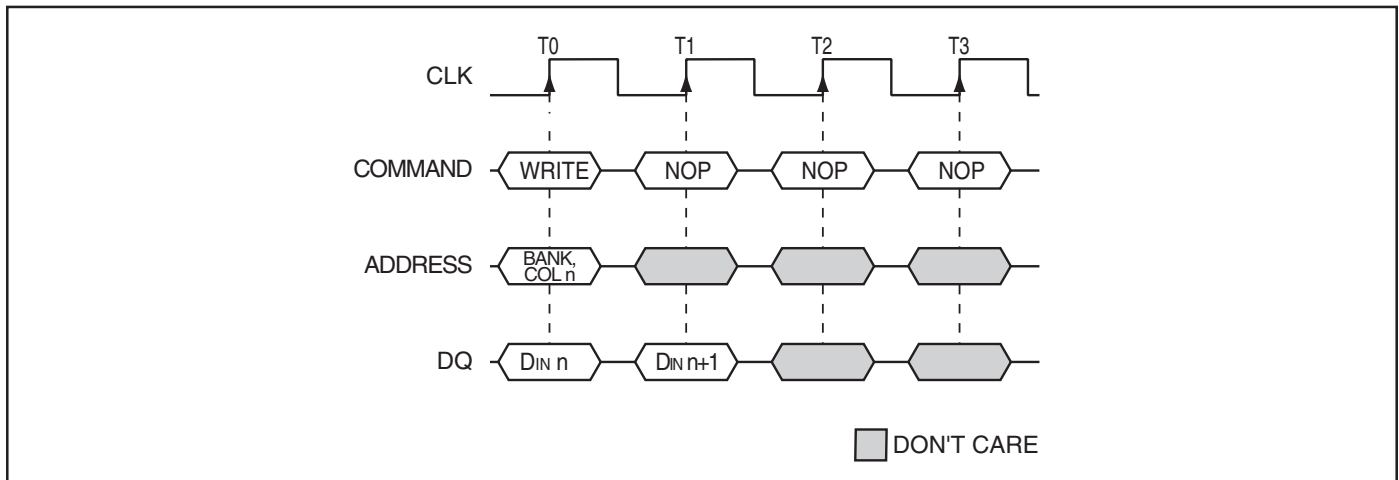 T0 T1 T2 T3
CLK
COMMAND WRITE NOP NOP NOP
ADDRESS BANK,
COL n
DQ DIN n DIN n+1
DON'T CARE